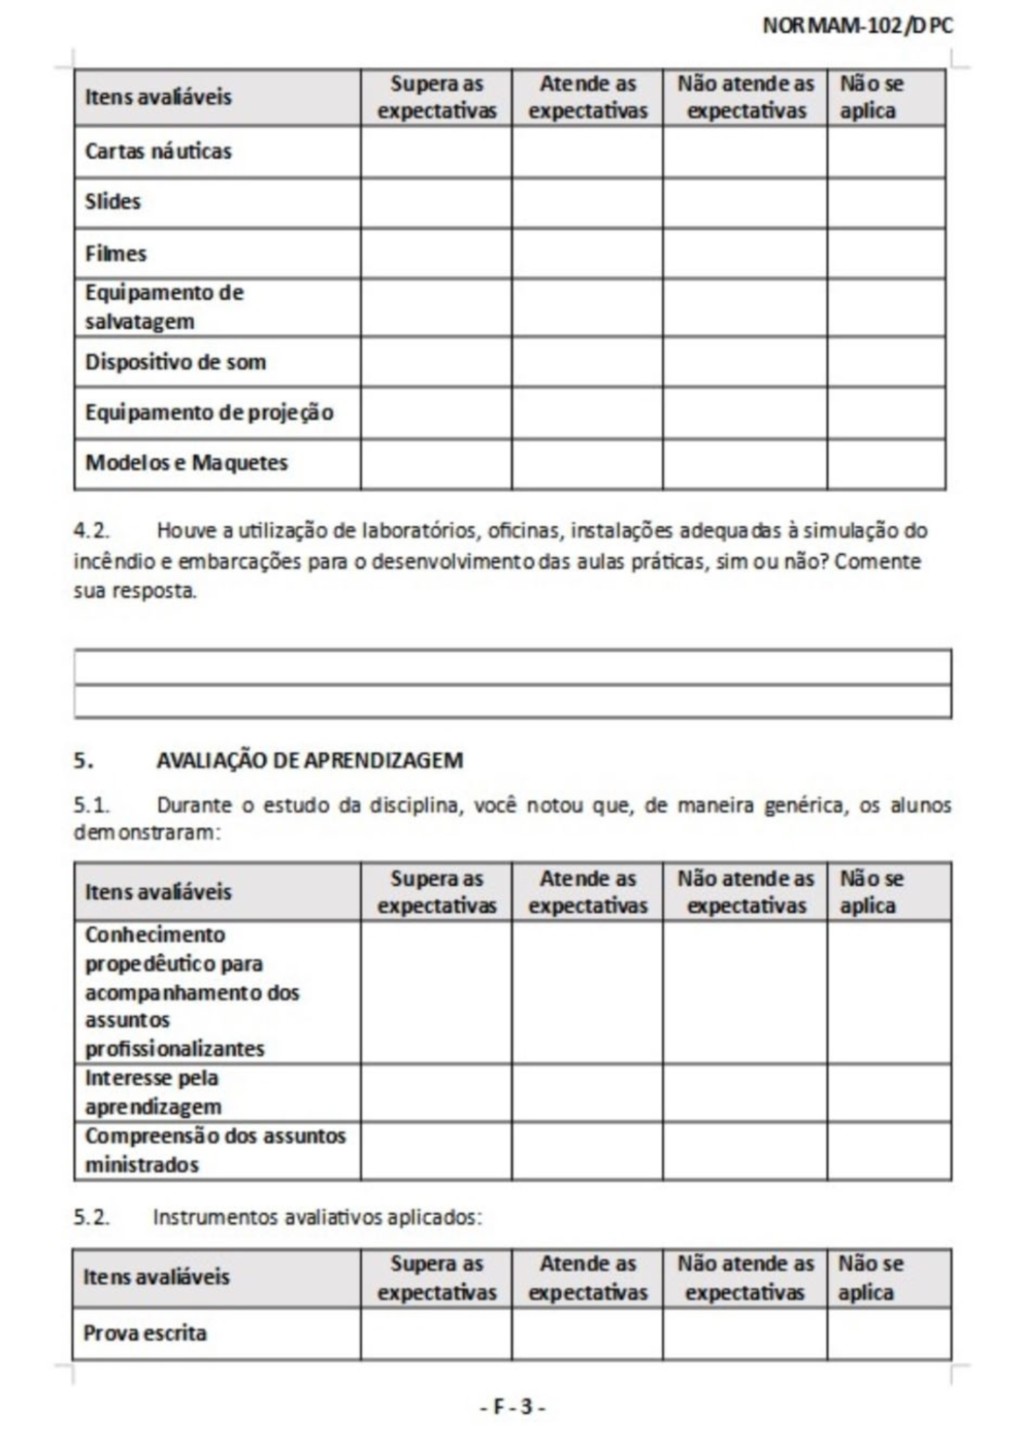 NORMAM-102/DPC
Itens avaliáveis
Supera as
expectativas
Atende as
expectativas
Não atende as
expectativas
Não se
aplica
Cartas náuticas
Slides
Filmes
Equipamento de
salvatagem
Dispositivo de som
Equipamento de projeção
Modelos e Maquetes
4.2. Houve a utilização de laboratórios, oficinas, instalações adequadas à simulação do
incêndio e embarcações para o desenvolvimento das aulas práticas, sim ou não? Comente
sua resposta.
5. AVALIAÇÃO DE APRENDIZAGEM
5.1. Durante o estudo da disciplina, você notou que, de maneira genérica, os alunos
demonstraram:
Itens avaliáveis
Supera as
expectativas
Atende as
expectativas
Não atende as
expectativas
Não se
aplica
Conhecimento
propedêutico para
acompanhamento dos
assuntos
profissionalizantes
Interesse pela
aprendizagem
Compreensão dos assuntos
ministrados
5.2. Instrumentos avaliativos aplicados:
Itens avaliáveis
Supera as
expectativas
Atende as
expectativas
Não atende as
expectativas
Não se
aplica
Prova escrita
- F - 3 -